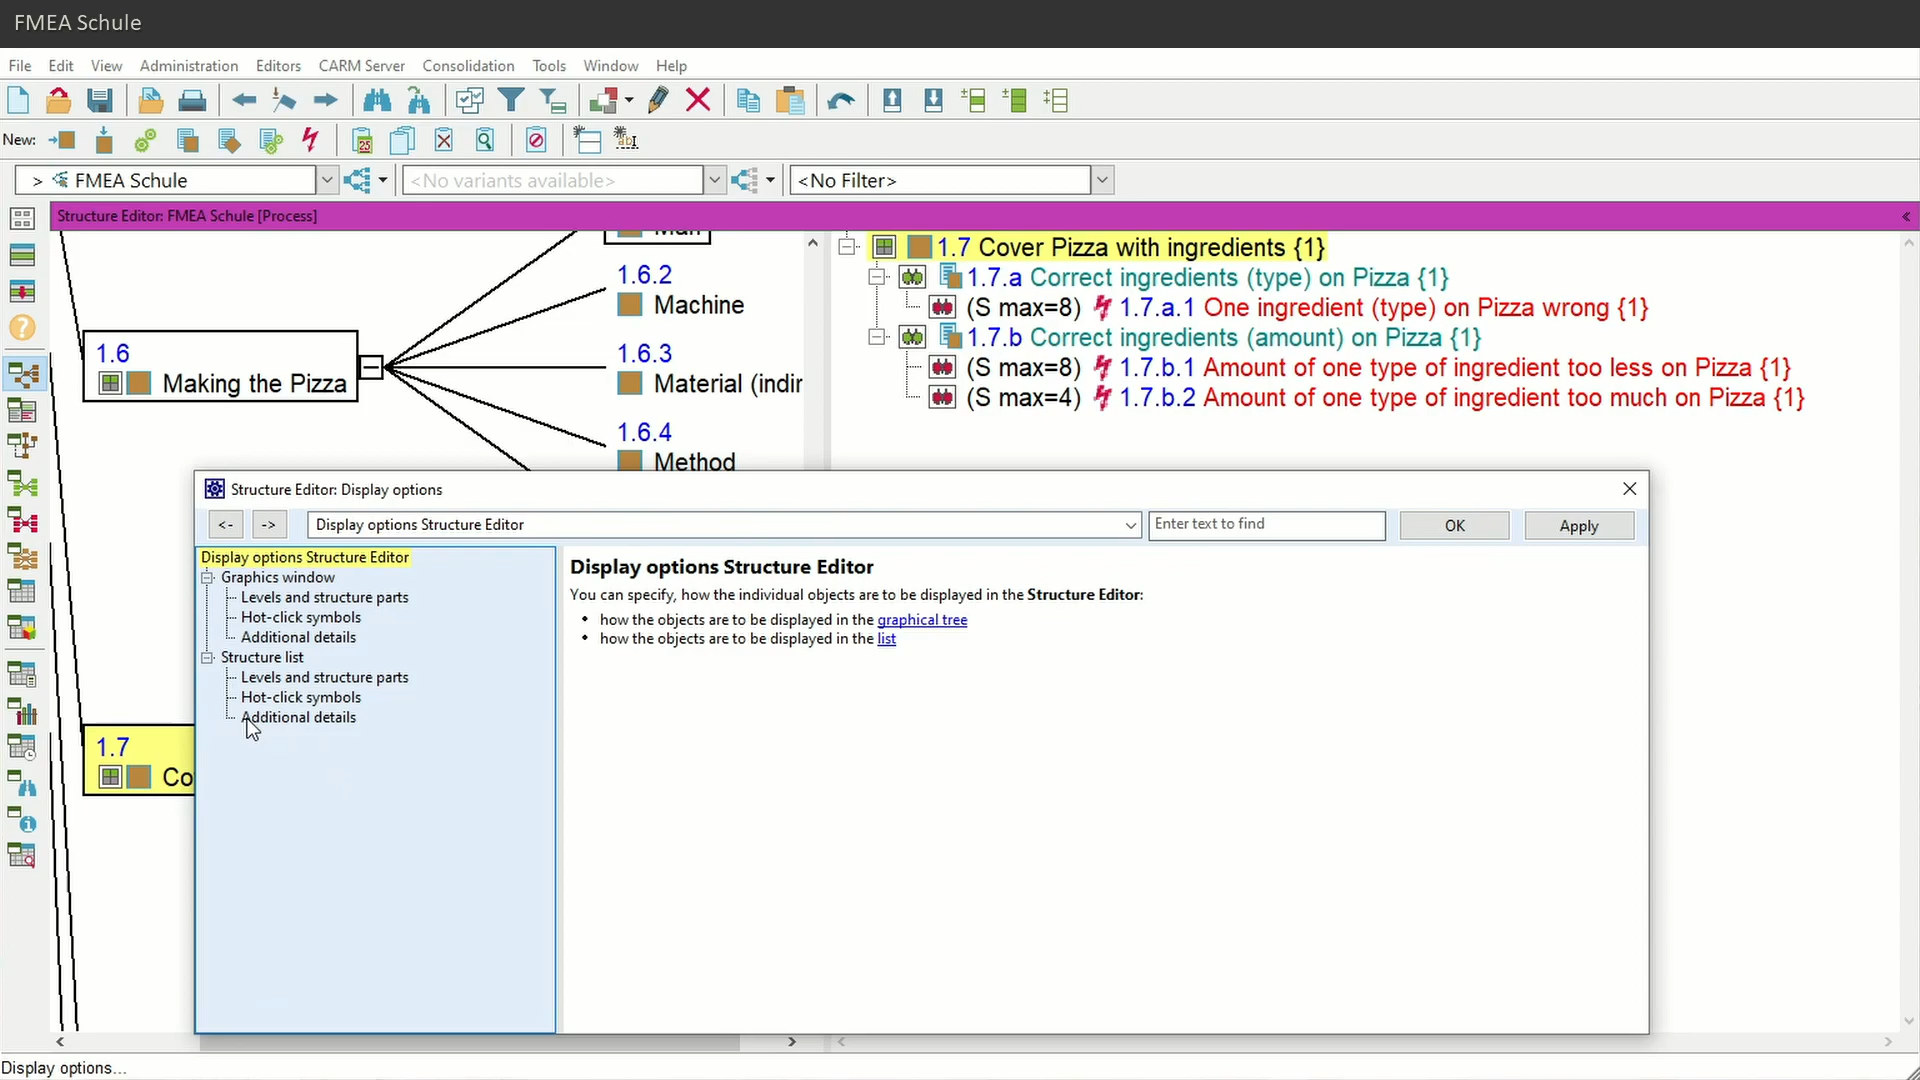 FMEA Schule
File Edit View Administration Editors CARM Server Consolidation Tools Window Help
New:
25
abI
> FMEA Schule
<No variants available>
<No Filter>
Structure Editor: FMEA Schule [Process]
«
1.6.2
Machine
1.6
Making the Pizza
1.6.3
Material (indir
1.6.4
Method
1.7 Cover Pizza with ingredients {1}
1.7.a Correct ingredients (type) on Pizza {1}
(S max=8) 1.7.a.1 One ingredient (type) on Pizza wrong {1}
1.7.b Correct ingredients (amount) on Pizza {1}
(S max=8) 1.7.b.1 Amount of one type of ingredient too less on Pizza {1}
(S max=4) 1.7.b.2 Amount of one type of ingredient too much on Pizza {1}
1.7
Co
Structure Editor: Display options
<- -> Display options Structure Editor Enter text to find OK Apply
Display options Structure Editor
Graphics window
Levels and structure parts
Hot-click symbols
Additional details
Structure list
Levels and structure parts
Hot-click symbols
Additional details
Display options Structure Editor
You can specify, how the individual objects are to be displayed in the Structure Editor:
• how the objects are to be displayed in the graphical tree
• how the objects are to be displayed in the list
Display options...